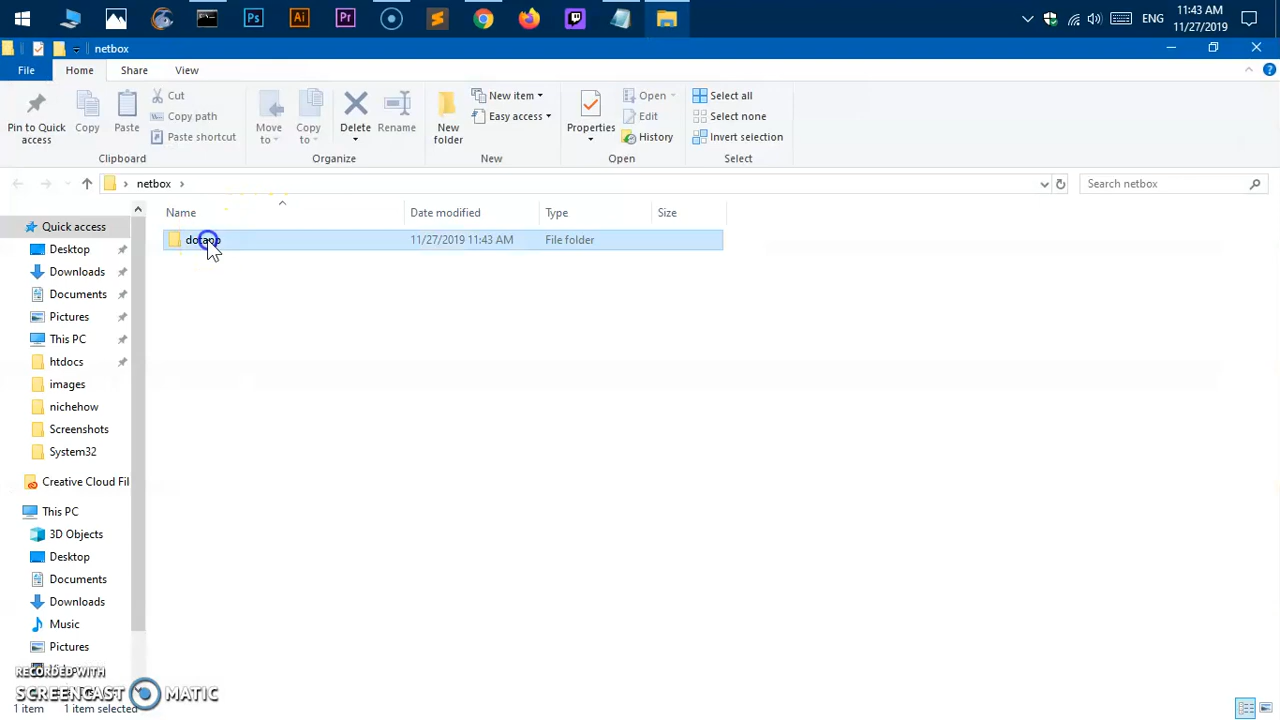 ENG
11:43 AM
11/27/2019
netbox
File Home Share View
Pin to Quick access
Copy
Paste
Cut
Copy path
Paste shortcut
Move to
Copy to
Delete
Rename
New folder
New item
Easy access
Properties
Open
Edit
History
Select all
Select none
Invert selection
Clipboard Organize New Open Select
netbox
Search netbox
Name Date modified Type Size
11/27/2019 11:43 AM File folder
Quick access
Desktop
Downloads
Documents
Pictures
This PC
htdocs
images
nichehow
Screenshots
System32
Creative Cloud Fil
This PC
3D Objects
Desktop
Documents
Downloads
Music
Pictures
RECORDED WITH
SCREENCAST MATIC
1 item 1 item selected